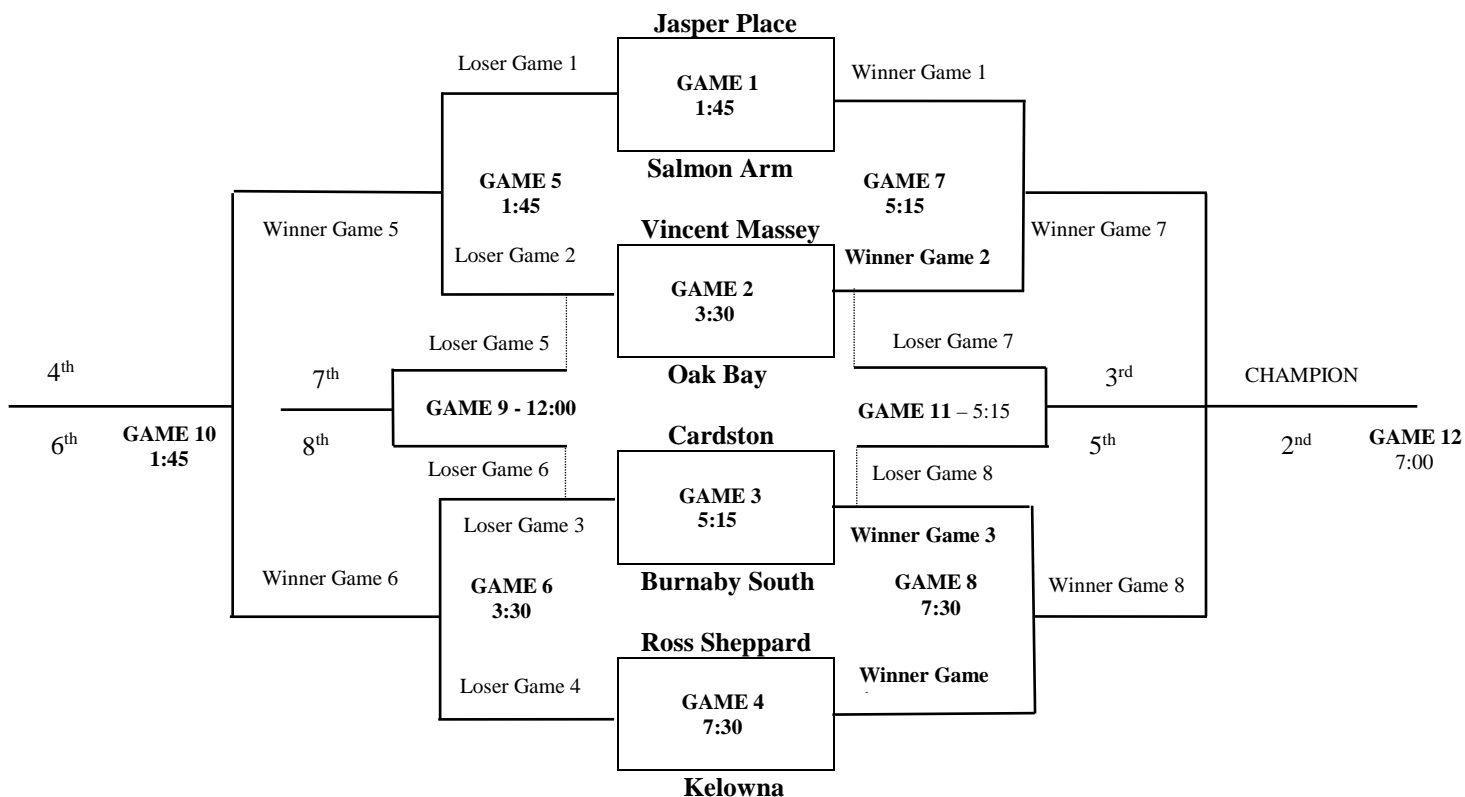 Jasper Place
Loser Game 1
GAME 1
1:45
Winner Game 1
Salmon Arm
GAME 5
1:45
GAME 7
5:15
Vincent Massey
Winner Game 5
Loser Game 2
Winner Game 2
Winner Game 7
GAME 2
3:30
Loser Game 5
Loser Game 7
Oak Bay
4th
7th
3rd
CHAMPION
GAME 9 - 12:00
GAME 11 – 5:15
6th
GAME 10
1:45
8th
Cardston
5th
2nd
GAME 12
7:00
Loser Game 6
Loser Game 8
GAME 3
5:15
Loser Game 3
Winner Game 3
Burnaby South
Winner Game 6
GAME 6
3:30
GAME 8
7:30
Winner Game 8
Ross Sheppard
Loser Game 4
Winner Game
GAME 4
7:30
Kelowna